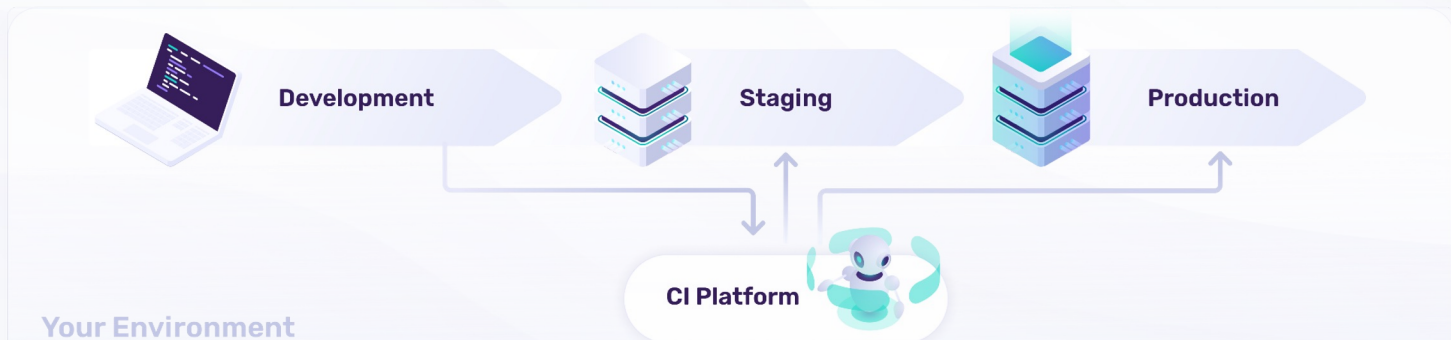 Development
Staging
Production
CI Platform
Your Environment